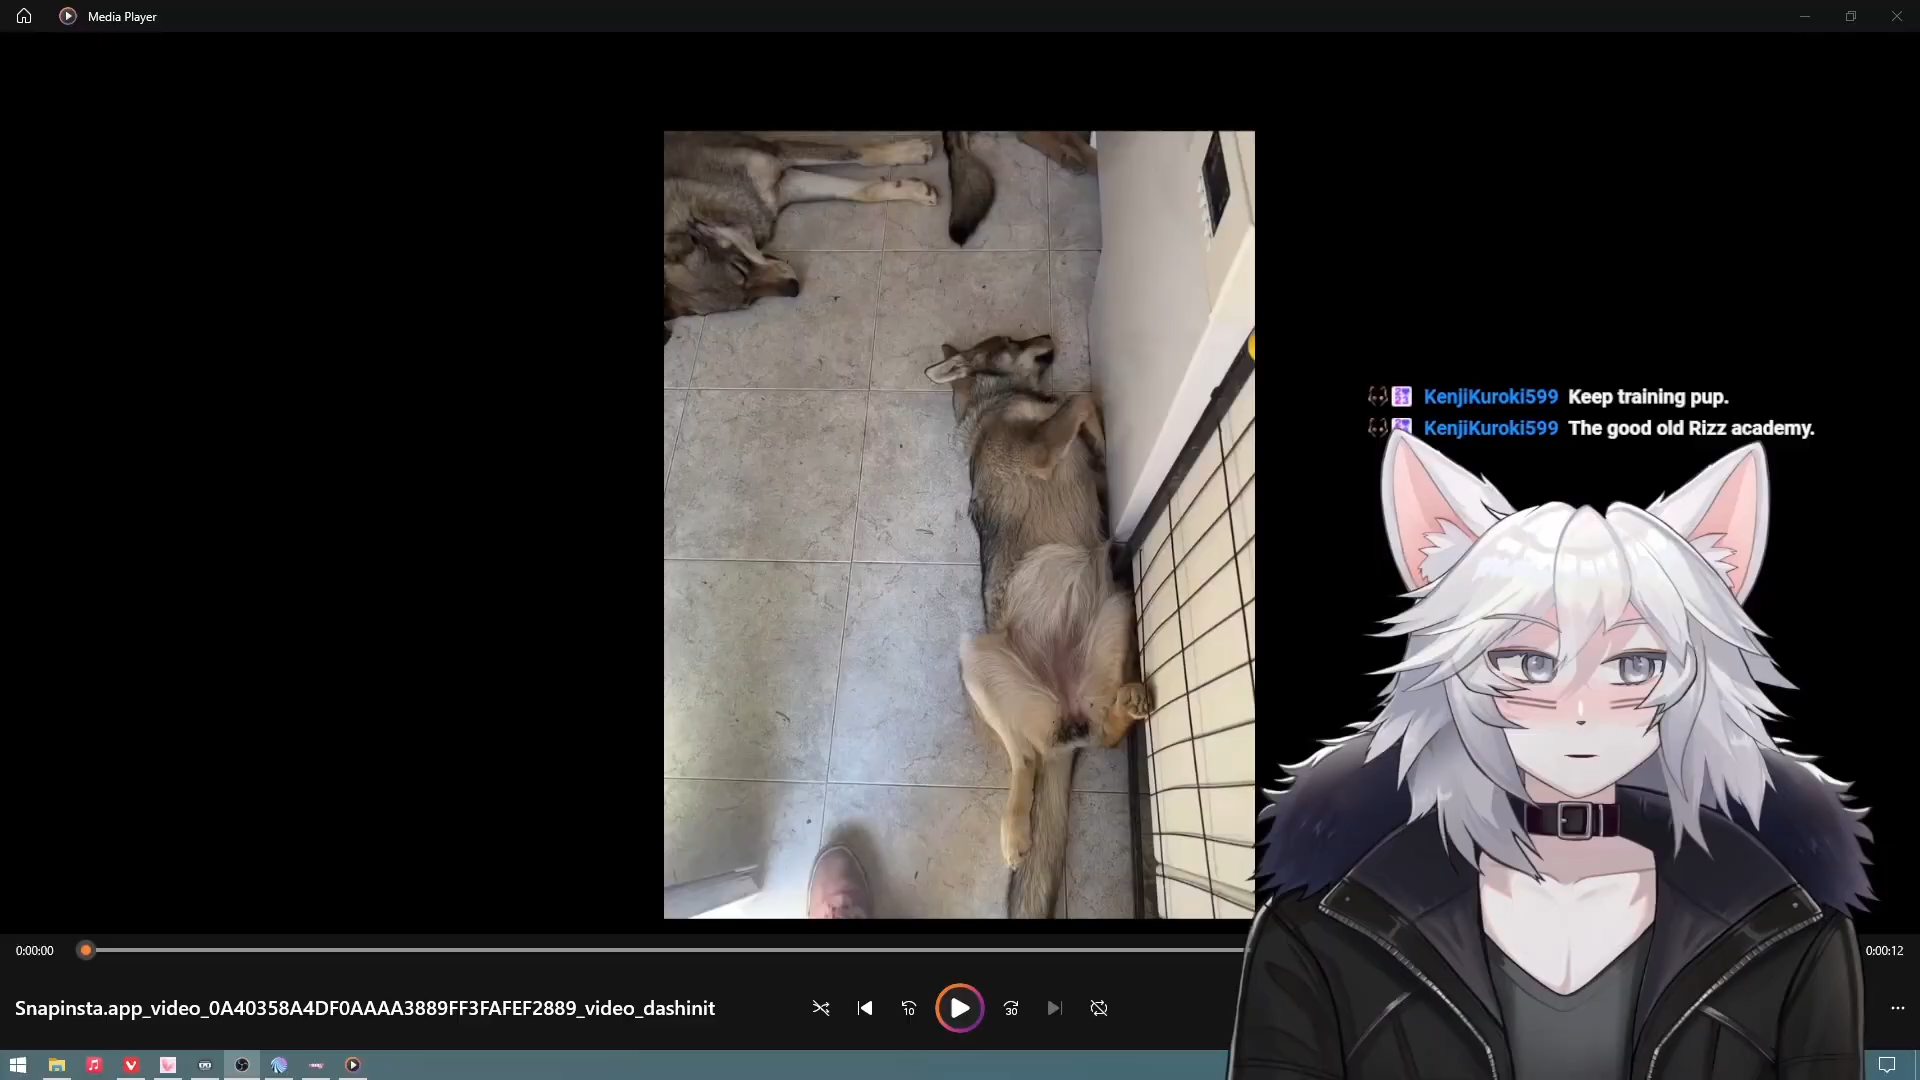 Media Player
KenjiKuroki599 Keep training pup.
KenjiKuroki599 The good old Rizz academy.
0:00:00
0:00:12
Snapinsta.app_video_0A40358A4DF0AAAA3889FF3FAFEF2889_video_dashinit
10
30